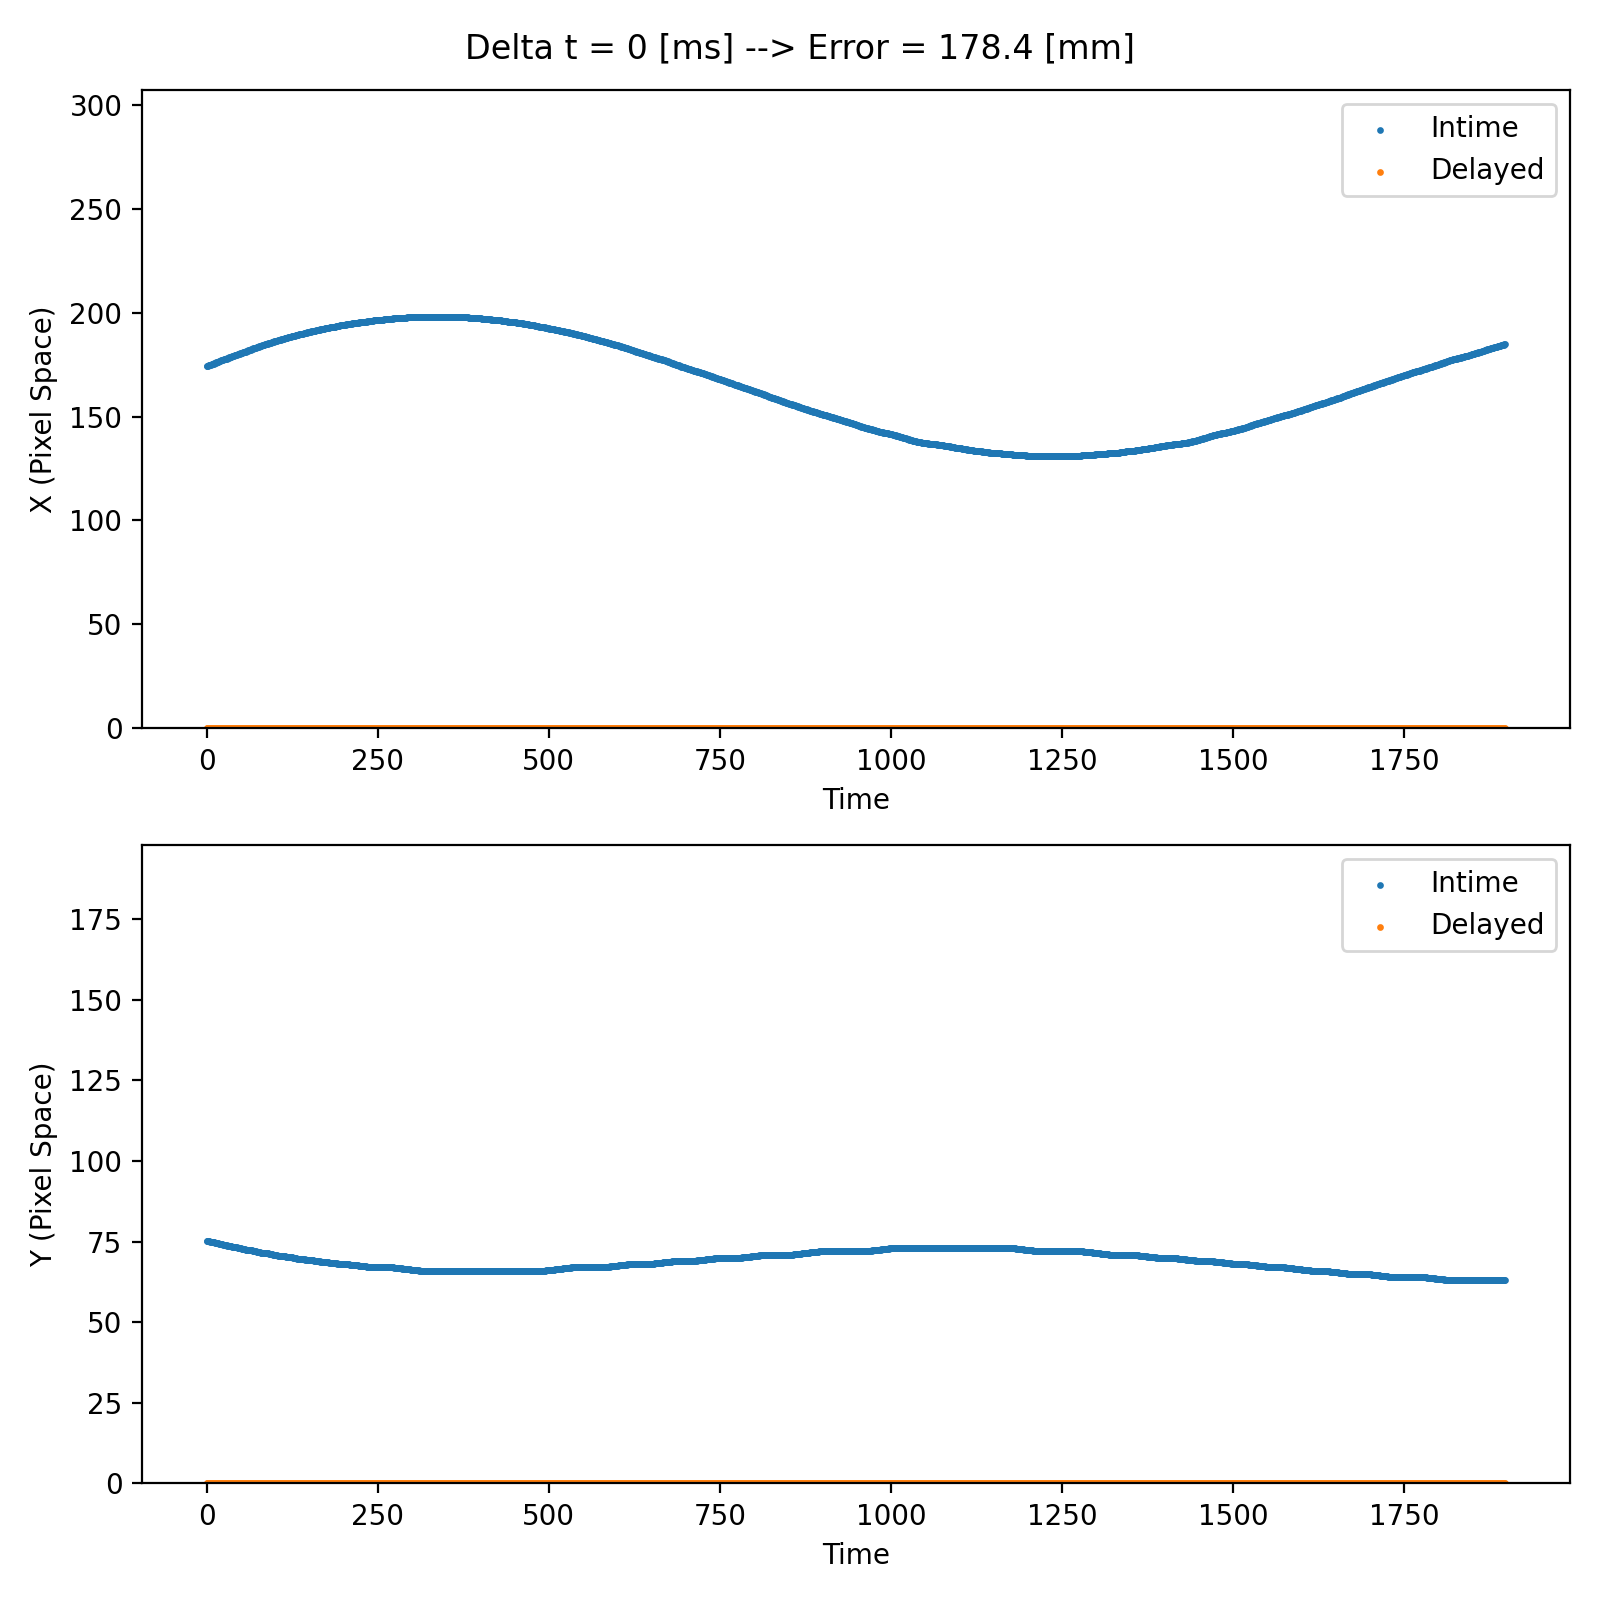 Delta t = 0 [ms] --> Error = 178.4 [mm]
300
250
200
150
100
50
0
X (Pixel Space)
Intime
Delayed
0 250 500 750 1000 1250 1500 1750
Time
175
150
125
100
75
50
25
0
Y (Pixel Space)
Intime
Delayed
0 250 500 750 1000 1250 1500 1750
Time